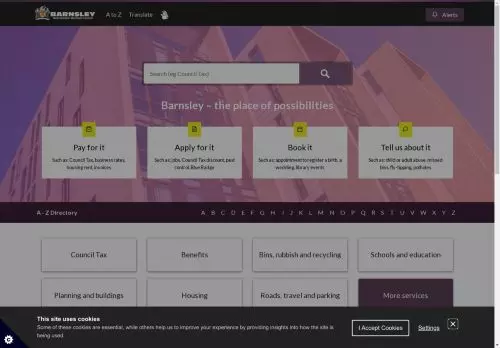 BARNSLEY
A to Z
Translate
Alerts
Search (eg Council Tax)
Barnsley – the place of possibilities
Pay for it
Such as: Council Tax, business rates,
housing rent, invoices
Apply for it
Such as: jobs, Council Tax discount, pest
control, Blue Badge
Book it
Such as: appointment to register a birth, a
wedding, library events
Tell us about it
Such as: child or adult abuse, missed
bins, fly-tipping, potholes
A - Z Directory
A B C D E F G H I J K L M N O P Q R S T U V W X Y Z
Council Tax
Benefits
Bins, rubbish and recycling
Schools and education
Planning and buildings
Housing
Roads, travel and parking
More services
This site uses cookies
Some of these cookies are essential, while others help us to improve your experience by providing insights into how the site is
being used.
I Accept Cookies
Settings